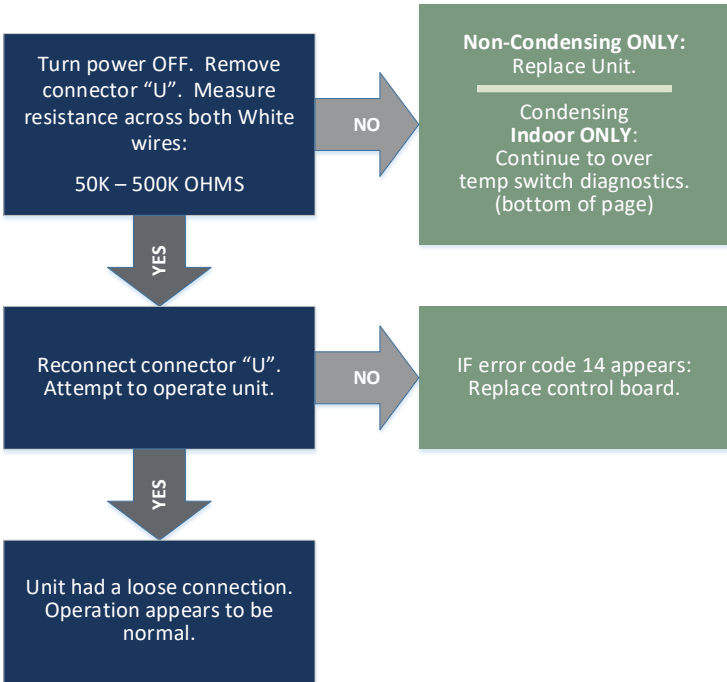 Turn power OFF.  Remove
connector “U”.  Measure
resistance across both White
wires:
50K – 500K OHMS
NO
Non-Condensing ONLY:
Replace Unit.
Condensing
Indoor ONLY:
Continue to over
temp switch diagnostics.
(bottom of page)
YES
Reconnect connector “U”.
Attempt to operate unit.
NO
IF error code 14 appears:
Replace control board.
YES
Unit had a loose connection.
Operation appears to be
normal.